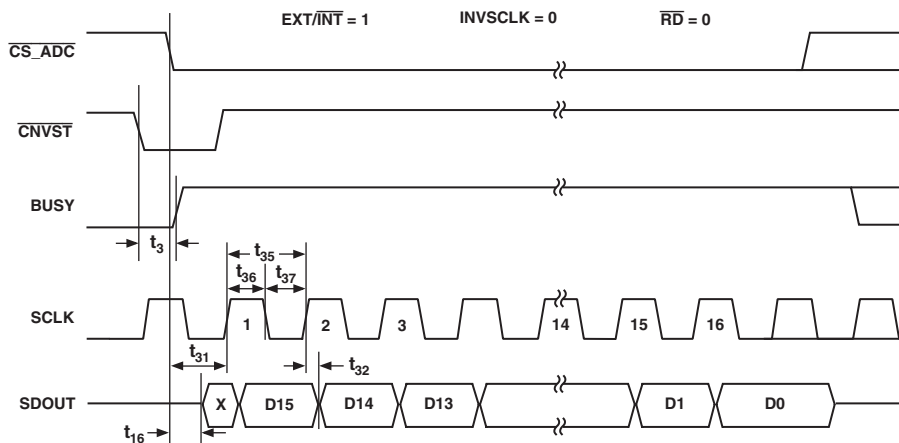 EXT/INT = 1 INVSCLK = 0 RD = 0
CS_ADC
CNVST
BUSY
t3
t35
t36 t37
SCLK 1 2 3 14 15 16
t31
t32
SDOUT X D15 D14 D13 D1 D0
t16